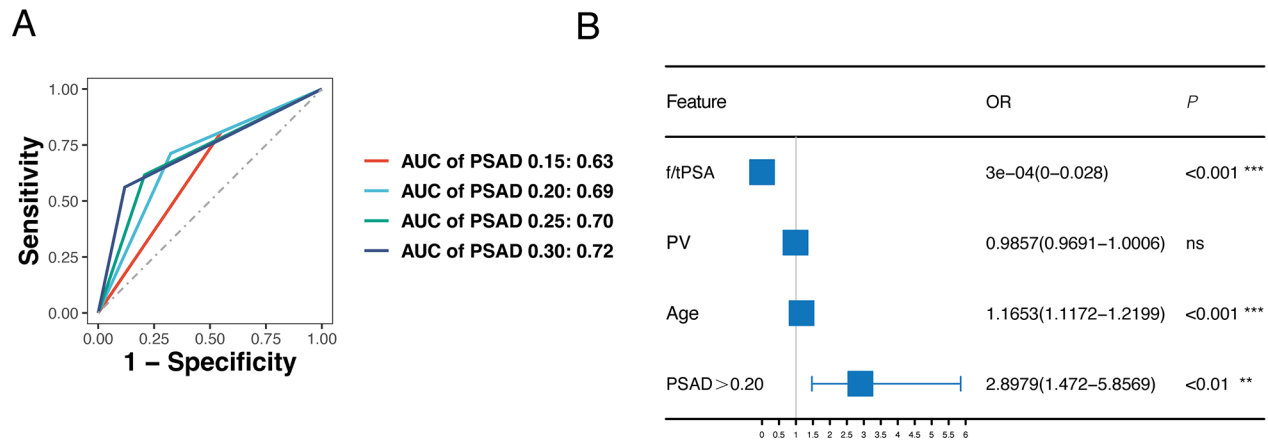 A
1.00
0.75
0.50
0.25
0.00
Sensitivity
0.00 0.25 0.50 0.75 1.00
1 − Specificity
AUC of PSAD 0.15: 0.63
AUC of PSAD 0.20: 0.69
AUC of PSAD 0.25: 0.70
AUC of PSAD 0.30: 0.72
B
Feature OR P
f/tPSA 3e−04(0−0.028) <0.001 ***
PV 0.9857(0.9691−1.0006) ns
Age 1.1653(1.1172−1.2199) <0.001 ***
PSAD＞0.20 2.8979(1.472−5.8569) <0.01 **
0 0.5 1 1.5 2 2.5 3 3.5 4 4.5 5 5.5 6